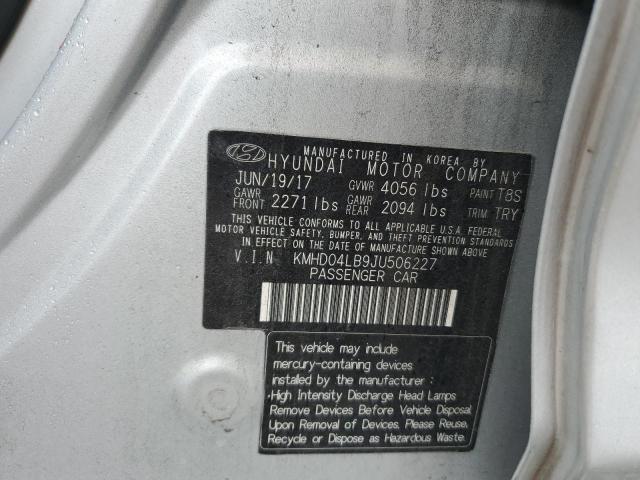 MANUFACTURED IN KOREA BY
HYUNDAI MOTOR COMPANY
JUN/19/17 GVWR 4056 lbs PAINT T8S
GAWR FRONT 2271 lbs GAWR REAR 2094 lbs TRIM TRY
THIS VEHICLE CONFORMS TO ALL APPLICABLE U.S.A. FEDERAL
MOTOR VEHICLE SAFETY, BUMPER, AND THEFT PREVENTION STANDARDS
IN EFFECT ON THE DATE OF MANUFACTURE SHOWN ABOVE.
V.I.N KMHD04LB9JU506227
PASSENGER CAR
This vehicle may include
mercury-containing devices
installed by the manufacturer :
·High Intensity Discharge Head Lamps
Remove Devices Before Vehicle Disposal
Upon Removal of Devices. Please Reuse.
Recycle or Dispose as Hazardous Waste.